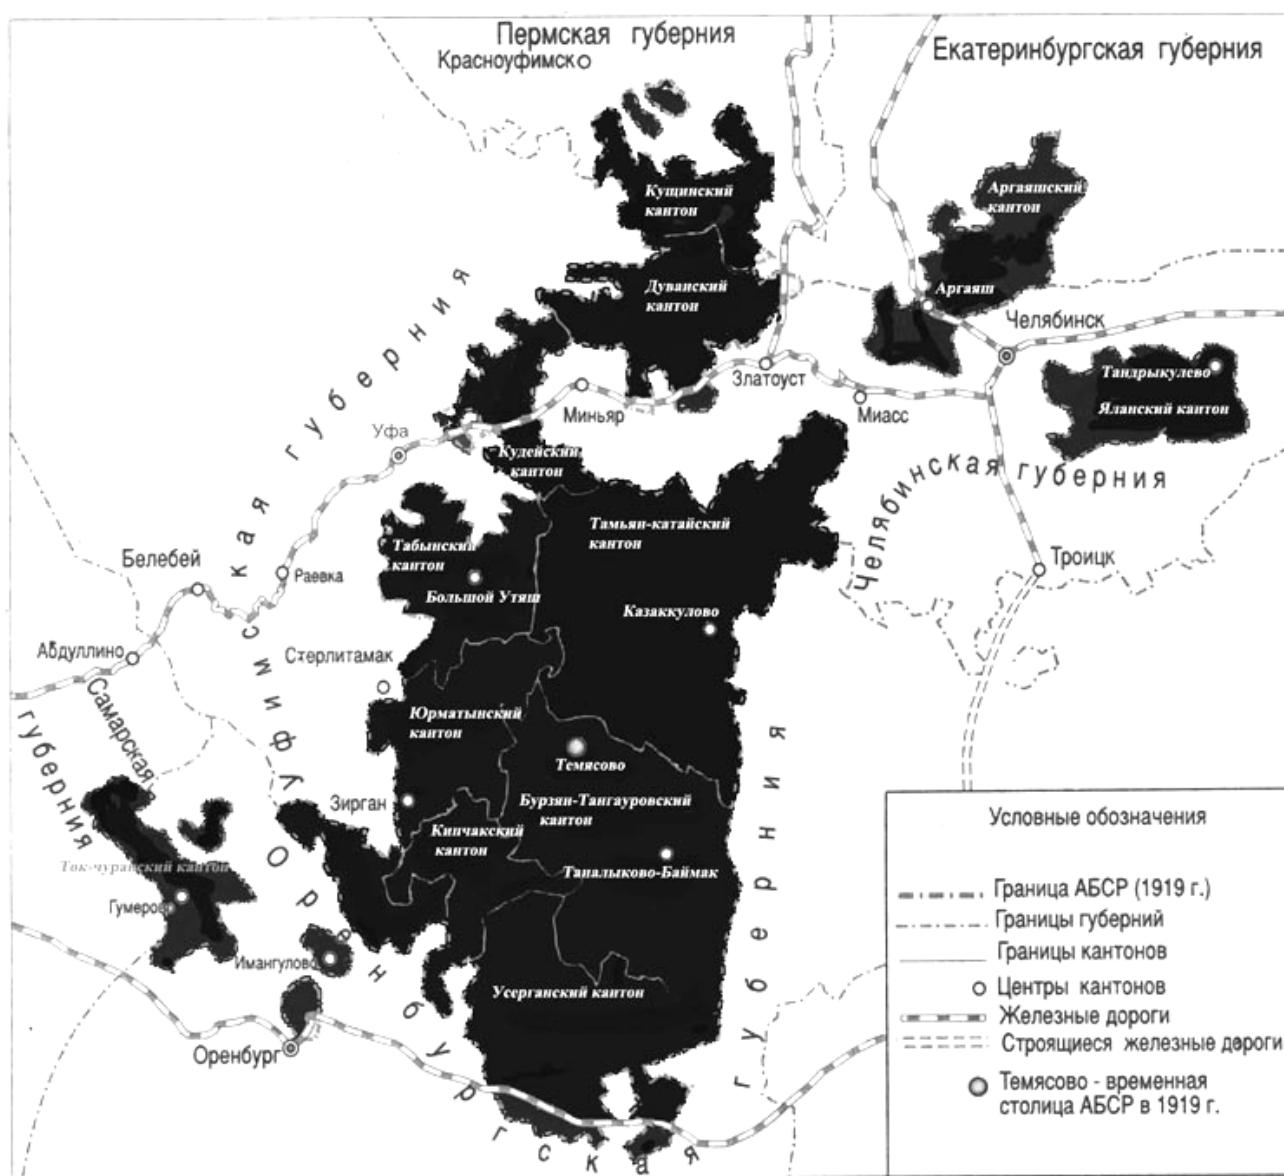 Пермская губерния
Красноуфимск
Екатеринбургская губерния
Кущинский
кантон
Аргаяшский
кантон
Дуванский
кантон
Аргаяш
Челябинск
Златоуст
Миньяр
Миасс
Тандрыкулево
Яланский кантон
Уфа
Кудейский
кантон
Челябинская губерния
Тамьян-катайский
кантон
Табынский
кантон
Белебей
Раевка
Большой Утяш
Троицк
Казаккулово
Абдуллино
Стерлитамак
Уфимская губерния
Самарская
губерния
Юрматынский
кантон
Темясово
Зирган
Бурзян-Тангауровский
кантон
Кипчакский
кантон
Таналыково-Баймак
Ток-чуранский кантон
Гумерово
Имангулово
Усерганский кантон
Оренбург
Оренбургская губерния
Условные обозначения
Граница АБСР (1919 г.)
Границы губерний
Границы кантонов
Центры кантонов
Железные дороги
Строящиеся железные дороги
Темясово - временная
столица АБСР в 1919 г.